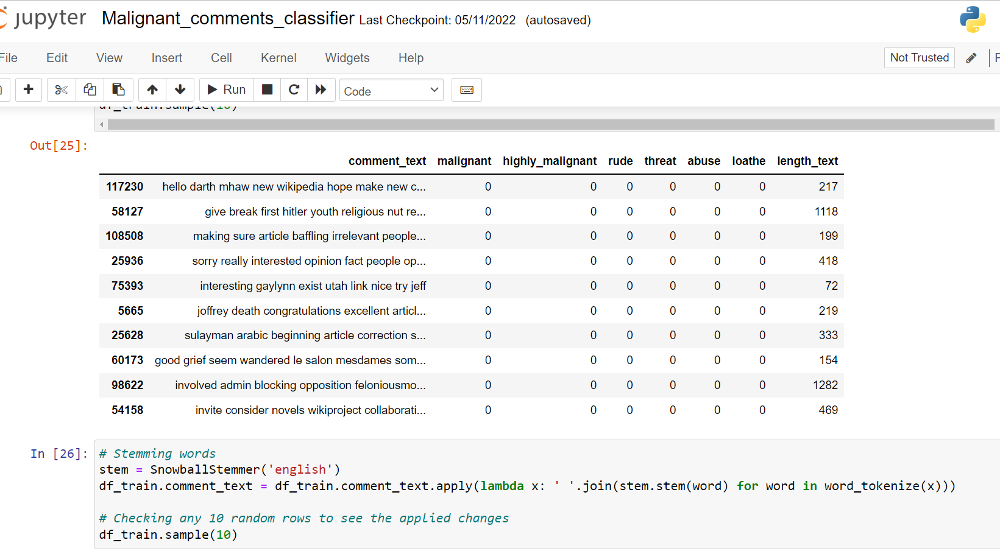 jupyter Malignant_comments_classifier Last Checkpoint: 05/11/2022 (autosaved)
File Edit View Insert Cell Kernel Widgets Help Not Trusted
Run Code
df_train.sample(10)
Out[25]:
comment_text malignant highly_malignant rude threat abuse loathe length_text
117230 hello darth mhaw new wikipedia hope make new c... 0 0 0 0 0 0 217
58127 give break first hitler youth religious nut re... 0 0 0 0 0 0 1118
108508 making sure article baffling irrelevant people... 0 0 0 0 0 0 199
25936 sorry really interested opinion fact people op... 0 0 0 0 0 0 418
75393 interesting gaylynn exist utah link nice try jeff 0 0 0 0 0 0 72
5665 joffrey death congratulations excellent articl... 0 0 0 0 0 0 219
25628 sulayman arabic beginning article correction s... 0 0 0 0 0 0 333
60173 good grief seem wandered le salon mesdames som... 0 0 0 0 0 0 154
98622 involved admin blocking opposition feloniousmo... 0 0 0 0 0 0 1282
54158 invite consider novels wikiproject collaborati... 0 0 0 0 0 0 469
In [26]: # Stemming words
stem = SnowballStemmer('english')
df_train.comment_text = df_train.comment_text.apply(lambda x: ' '.join(stem.stem(word) for word in word_tokenize(x)))
# Checking any 10 random rows to see the applied changes
df_train.sample(10)